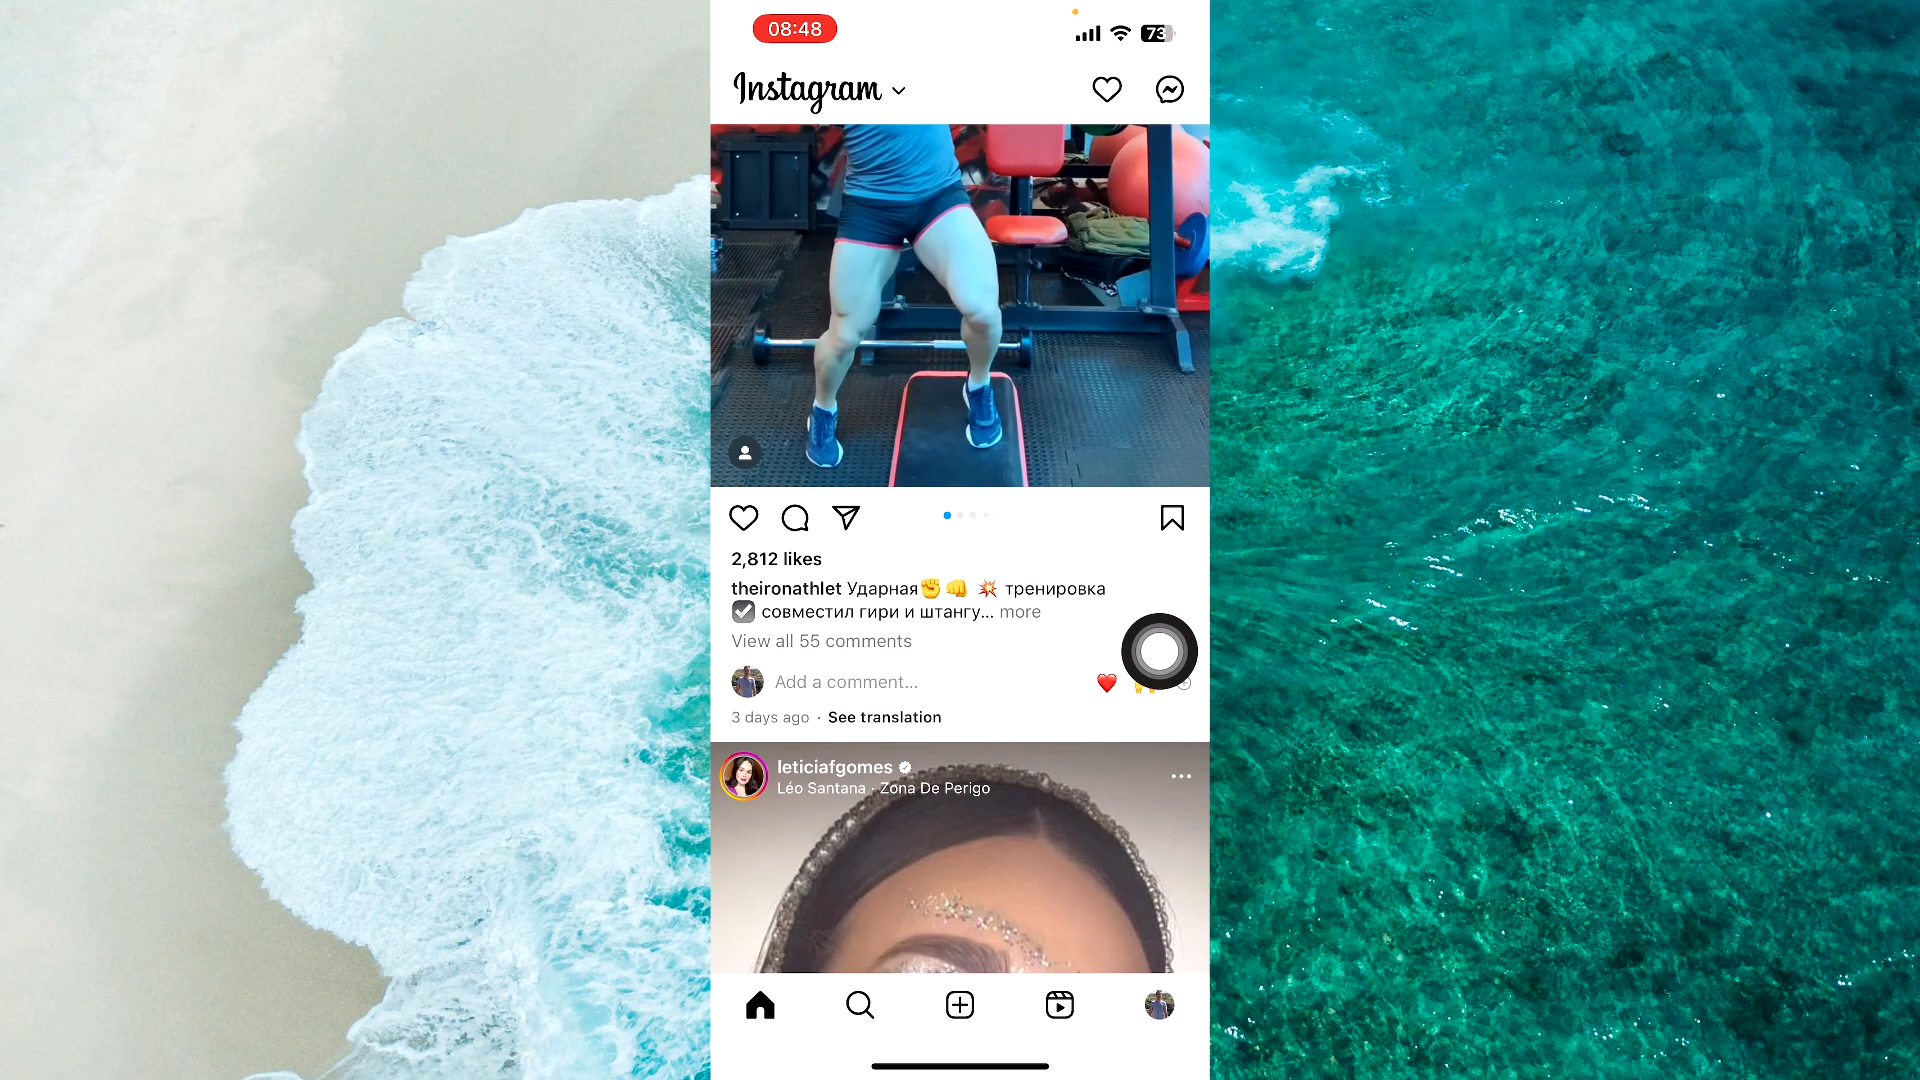 08:48
73
Instagram
2,812 likes
theironathlet Ударная✊👊 💥 тренировка
☑️ совместил гири и штангу... more
View all 55 comments
Add a comment...
3 days ago · See translation
leticiafgomes
Léo Santana · Zona De Perigo